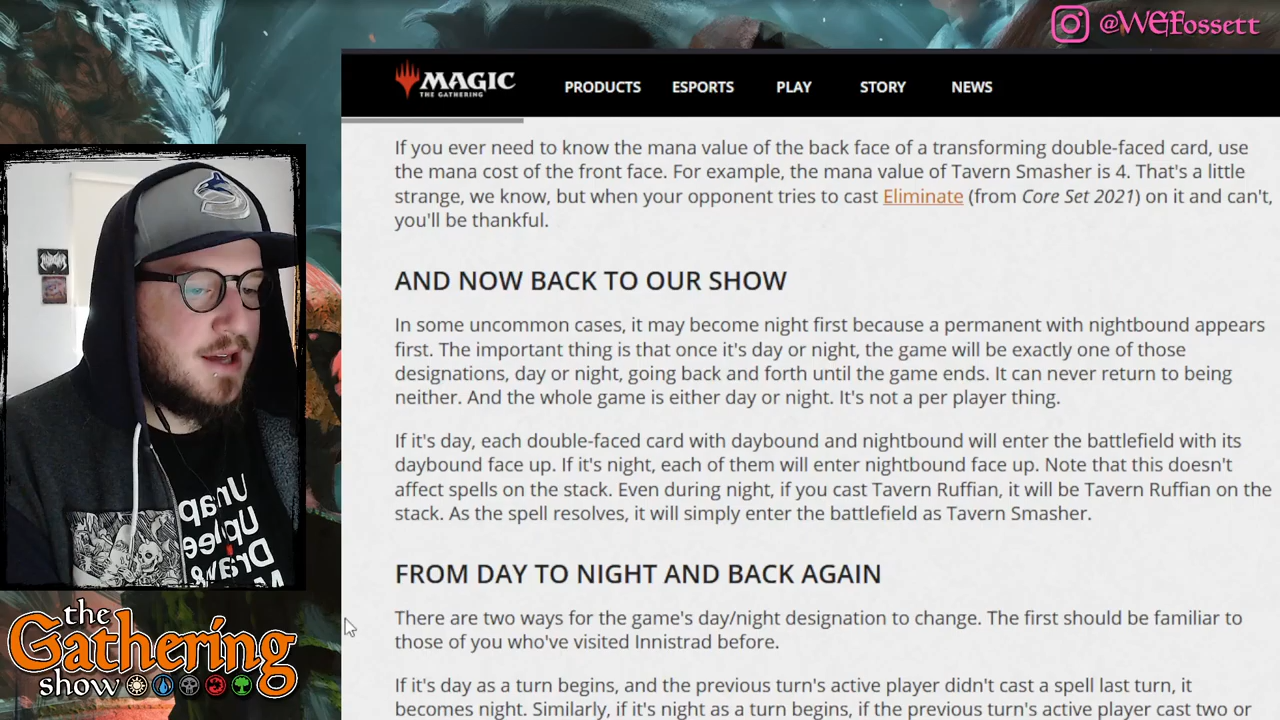 @WEFossett
MAGIC
THE GATHERING
PRODUCTS ESPORTS PLAY STORY NEWS
If you ever need to know the mana value of the back face of a transforming double-faced card, use
the mana cost of the front face. For example, the mana value of Tavern Smasher is 4. That's a little
strange, we know, but when your opponent tries to cast Eliminate (from Core Set 2021) on it and can't,
you'll be thankful.
AND NOW BACK TO OUR SHOW
In some uncommon cases, it may become night first because a permanent with nightbound appears
first. The important thing is that once it's day or night, the game will be exactly one of those
designations, day or night, going back and forth until the game ends. It can never return to being
neither. And the whole game is either day or night. It's not a per player thing.
If it's day, each double-faced card with daybound and nightbound will enter the battlefield with its
daybound face up. If it's night, each of them will enter nightbound face up. Note that this doesn't
affect spells on the stack. Even during night, if you cast Tavern Ruffian, it will be Tavern Ruffian on the
stack. As the spell resolves, it will simply enter the battlefield as Tavern Smasher.
FROM DAY TO NIGHT AND BACK AGAIN
There are two ways for the game's day/night designation to change. The first should be familiar to
those of you who've visited Innistrad before.
If it's day as a turn begins, and the previous turn's active player didn't cast a spell last turn, it
becomes night. Similarly, if it's night as a turn begins, if the previous turn's active player cast two or
the
Gathering
show